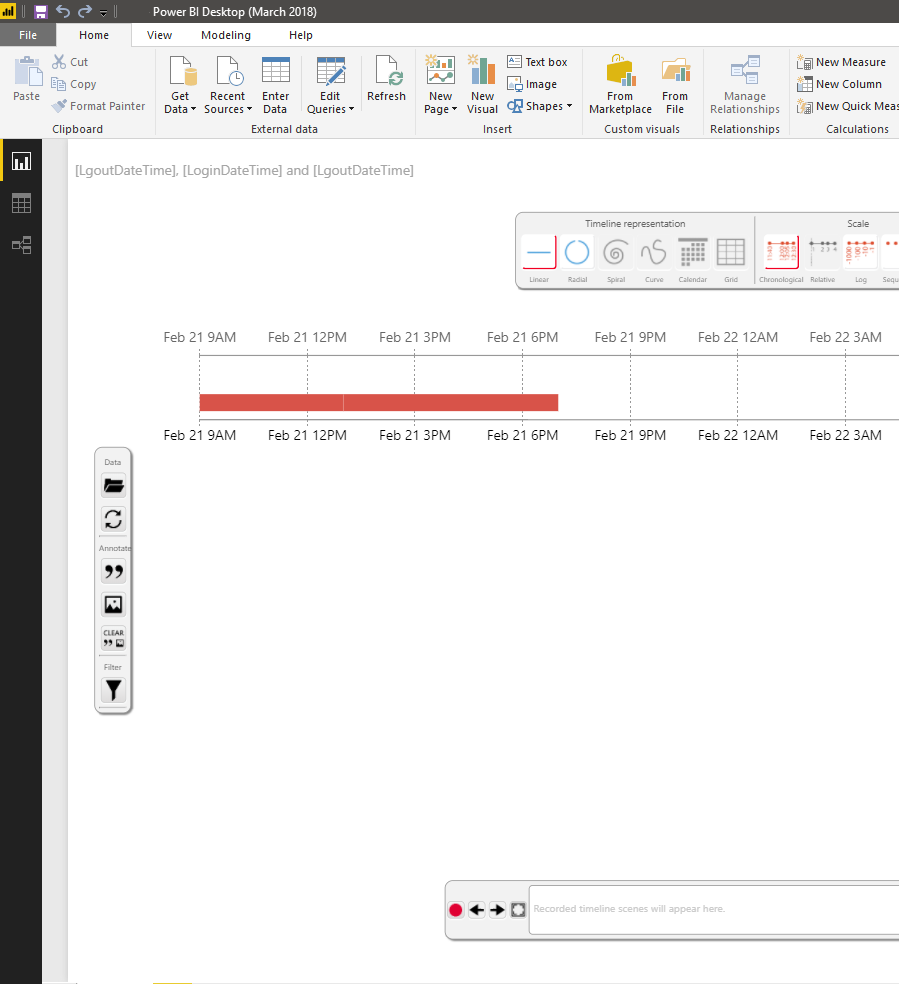 Power BI Desktop (March 2018)
File Home View Modeling Help
Paste
Cut
Copy
Format Painter
Clipboard
Get Data
Recent Sources
Enter Data
Edit Queries
Refresh
External data
New Page
New Visual
Text box
Image
Shapes
Insert
From Marketplace
From File
Custom visuals
Manage Relationships
Relationships
New Measure
New Column
New Quick Meas
Calculations
[LgoutDateTime], [LoginDateTime] and [LgoutDateTime]
Timeline representation
Linear Radial Spiral Curve Calendar Grid
Scale
Chronological Relative Log Sequ
Feb 21 9AM Feb 21 12PM Feb 21 3PM Feb 21 6PM Feb 21 9PM Feb 22 12AM Feb 22 3AM
Feb 21 9AM Feb 21 12PM Feb 21 3PM Feb 21 6PM Feb 21 9PM Feb 22 12AM Feb 22 3AM
Data
Annotate
CLEAR
Filter
Recorded timeline scenes will appear here.